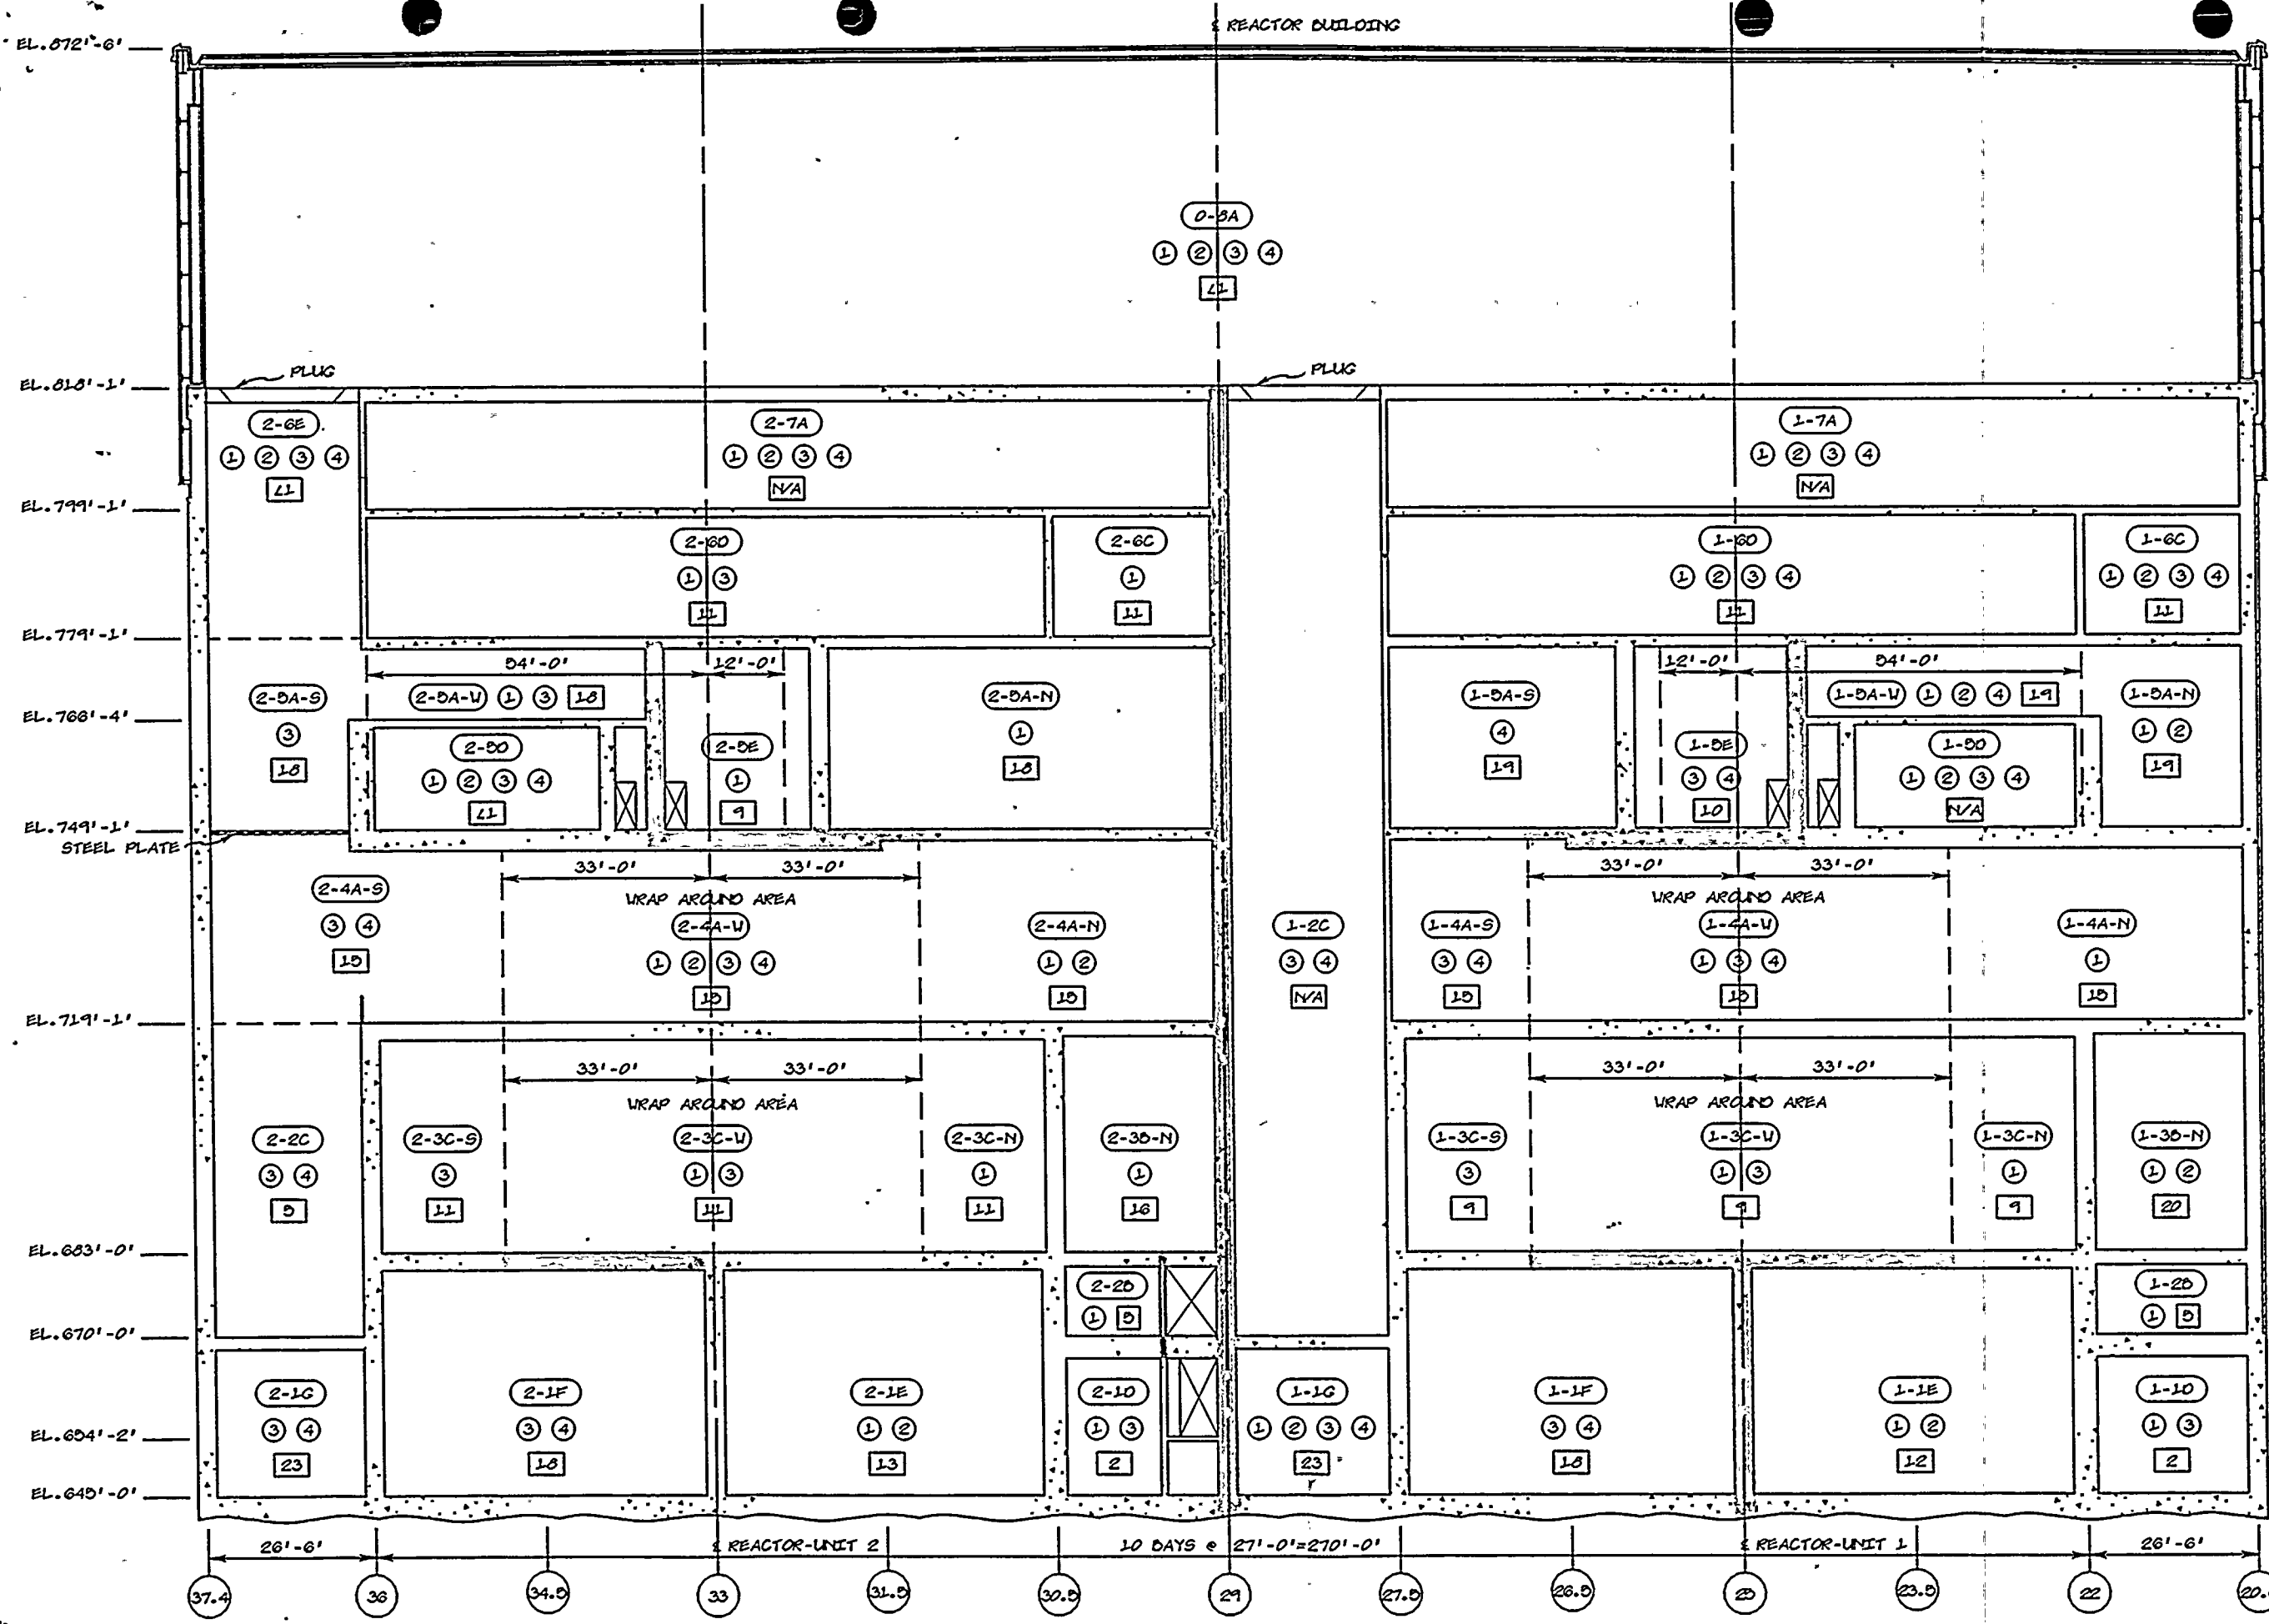 ℄ REACTOR BUILDING
EL.872'-6'
0-8A
1 2 3 4
L1
PLUG
PLUG
EL.818'-1'
2-6E
2-7A
1-7A
1 2 3 4
1 2 3 4
1 2 3 4
L1
N/A
N/A
EL.799'-1'
2-6D
2-6C
1-6D
1-6C
1 3
1
1 2 3 4
1 2 3 4
11
11
11
11
EL.779'-1'
54'-0' 12'-0'
12'-0' 54'-0'
2-5A-S
2-5A-W 1 3 18
2-5A-N
1-5A-S
1-5A-W 1 2 4 19
1-5A-N
EL.766'-4'
3
2-5D
2-5E
1
4
1-5E
1-5D
1 2
18
1 2 3 4
1
18
19
3 4
1 2 3 4
19
L1
9
10
N/A
EL.749'-1'
STEEL PLATE
33'-0' 33'-0'
33'-0' 33'-0'
WRAP AROUND AREA
WRAP AROUND AREA
2-4A-S
2-4A-W
2-4A-N
1-2C
1-4A-S
1-4A-W
1-4A-N
3 4
1 2 3 4
1 2
3 4
3 4
1 3 4
1
15
15
15
N/A
15
15
15
EL.719'-1'
33'-0' 33'-0'
33'-0' 33'-0'
WRAP AROUND AREA
WRAP AROUND AREA
2-2C
2-3C-S
2-3C-W
2-3C-N
2-3B-N
1-3C-S
1-3C-W
1-3C-N
1-3B-N
3 4
3
1 3
1
1
3
1 3
1
1 2
5
11
11
11
16
9
9
9
20
EL.683'-0'
2-2B
1-2B
1 5
1 5
EL.670'-0'
2-1G
2-1F
2-1E
2-1D
1-1G
1-1F
1-1E
1-1D
3 4
3 4
1 2
1 3
1 2 3 4
3 4
1 2
1 3
EL.654'-2'
23
18
13
2
23
18
12
2
EL.645'-0'
26'-6'
℄ REACTOR-UNIT 2
10 BAYS @ 27'-0'=270'-0'
℄ REACTOR-UNIT 1
26'-6'
37.4 36 34.5 33 31.5 30.5 29 27.5 26.5 25 23.5 22 20.